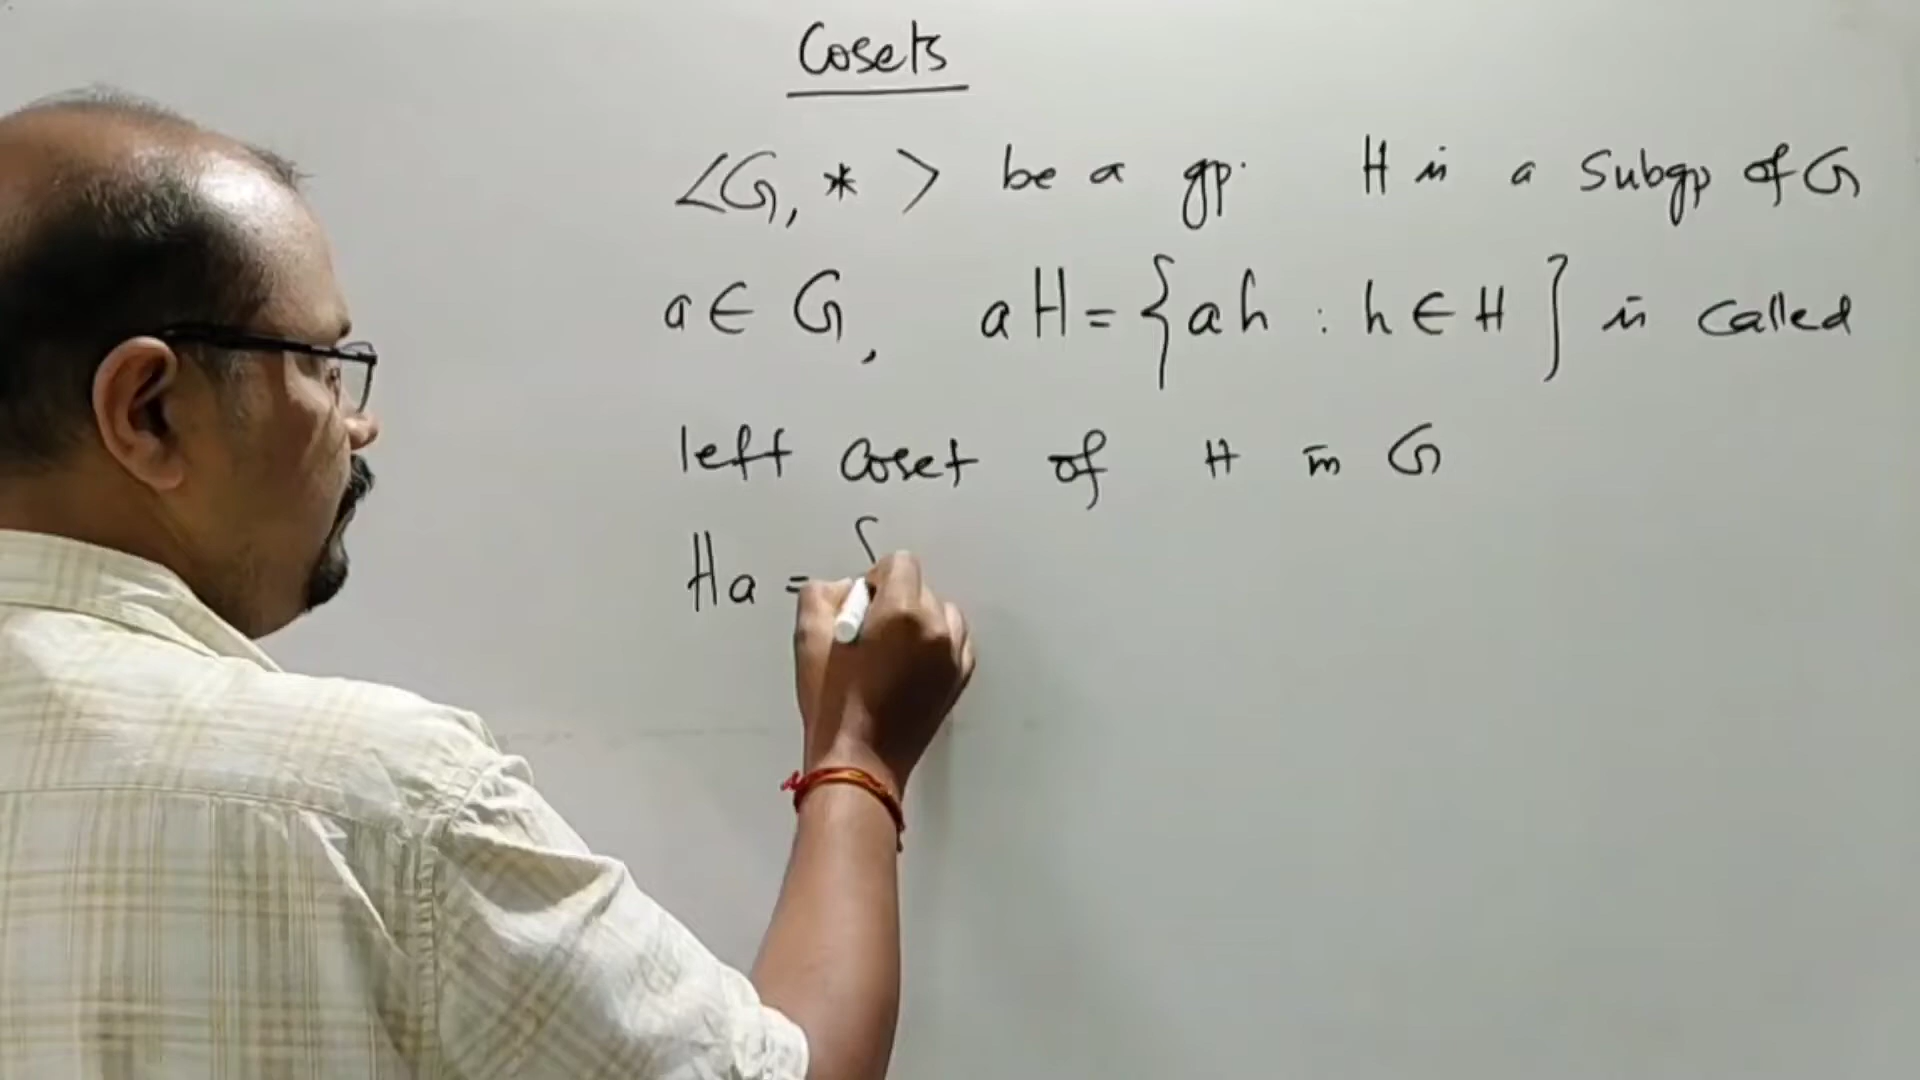 Cosets
<G, *> be a gp. H is a Subgp of G
a ∈ G, aH = {ah : h ∈ H} is called
left coset of H in G
Ha = {